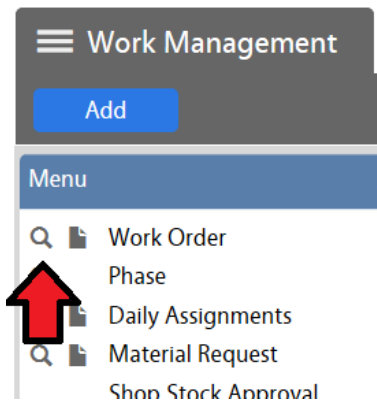 Work Management
Add
Menu
Work Order
Phase
Daily Assignments
Material Request
Shop Stock Approval